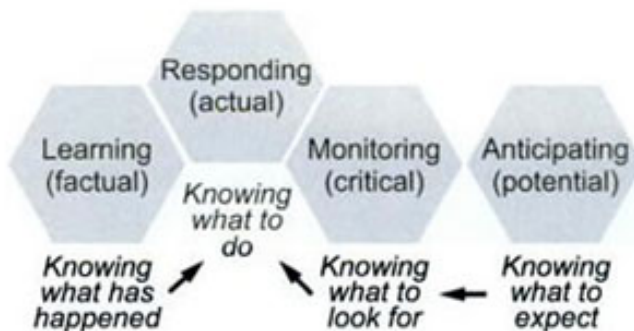 Responding
(actual)
Learning
(factual)
Monitoring
(critical)
Anticipating
(potential)
Knowing
what to
do
Knowing
what has
happened
Knowing
what to
look for
Knowing
what to
expect